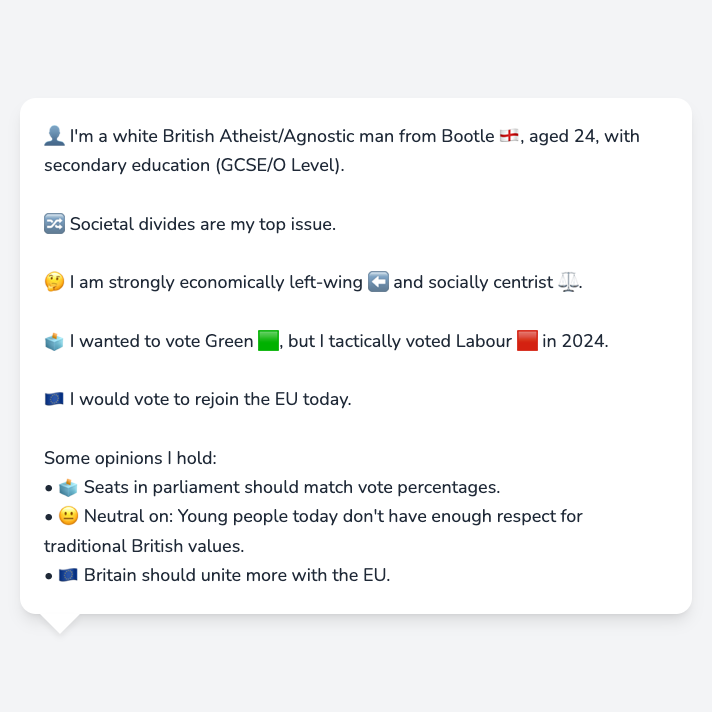 👤 I'm a white British Atheist/Agnostic man from Bootle 🏴󠁧󠁢󠁥󠁮󠁧󠁿, aged 24, with
secondary education (GCSE/O Level).
🔀 Societal divides are my top issue.
🤔 I am strongly economically left-wing ⬅️ and socially centrist ⚖️.
🗳️ I wanted to vote Green 🟩, but I tactically voted Labour 🟥 in 2024.
🇪🇺 I would vote to rejoin the EU today.
Some opinions I hold:
• 🗳️ Seats in parliament should match vote percentages.
• 😐 Neutral on: Young people today don't have enough respect for
traditional British values.
• 🇪🇺 Britain should unite more with the EU.